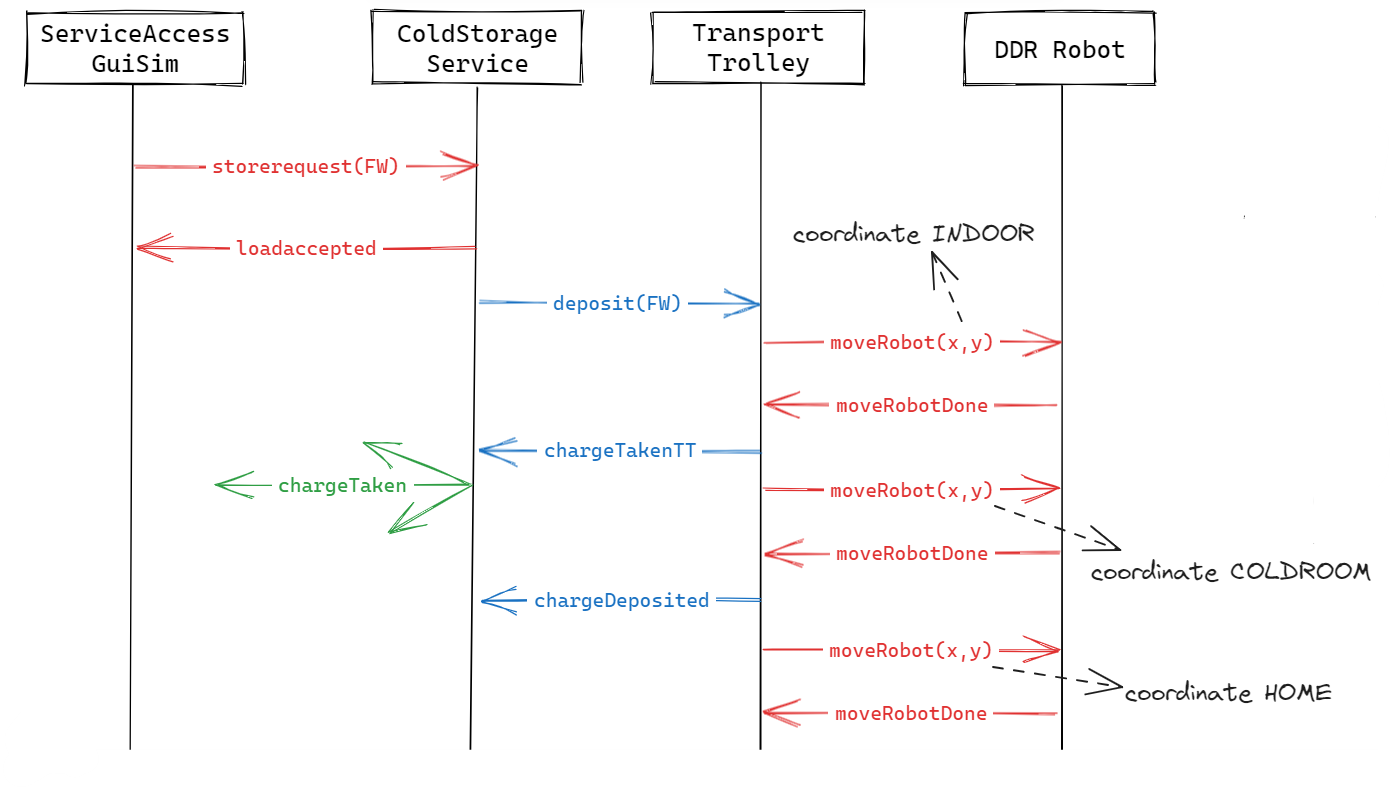 ServiceAccess
GuiSim
ColdStorage
Service
Transport
Trolley
DDR Robot
storerequest(FW)
loadaccepted
coordinate INDOOR
deposit(FW)
moveRobot(x,y)
moveRobotDone
chargeTakenTT
chargeTaken
moveRobot(x,y)
moveRobotDone
coordinate COLDROOM
chargeDeposited
moveRobot(x,y)
coordinate HOME
moveRobotDone